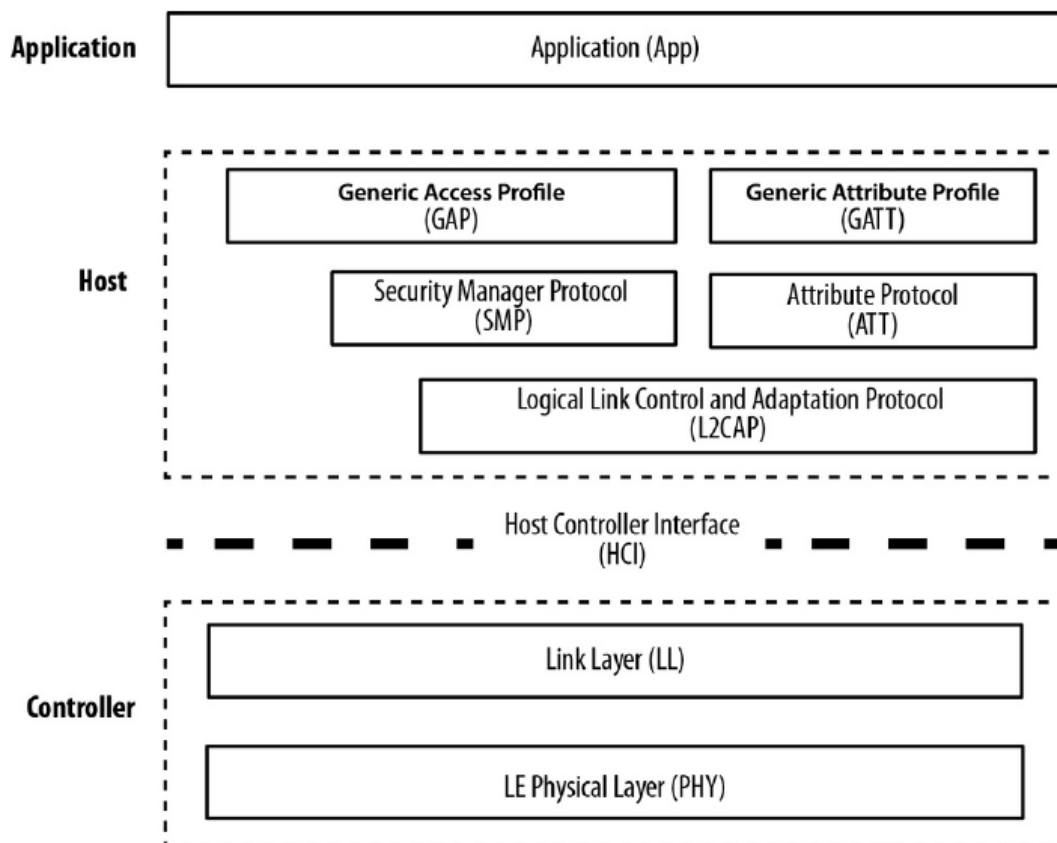 Application
Application (App)
Generic Access Profile
(GAP)
Generic Attribute Profile
(GATT)
Host
Security Manager Protocol
(SMP)
Attribute Protocol
(ATT)
Logical Link Control and Adaptation Protocol
(L2CAP)
Host Controller Interface
(HCI)
Link Layer (LL)
Controller
LE Physical Layer (PHY)